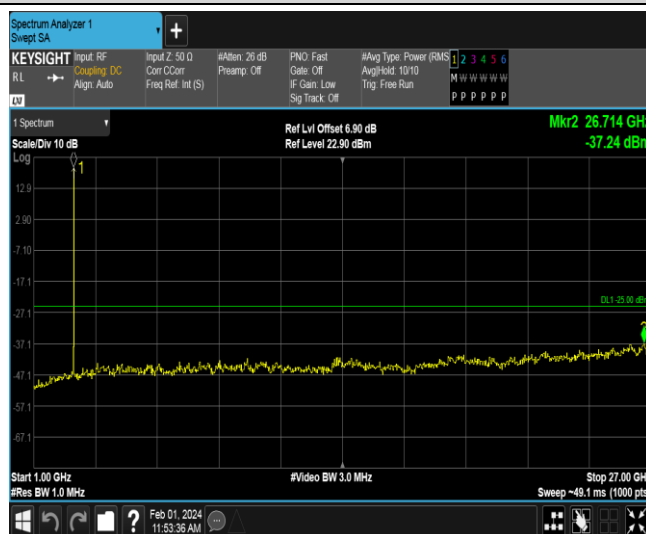 Spectrum Analyzer 1
Swept SA
+
KEYSIGHT Input: RF Input Z: 50 Ω #Atten: 26 dB PNO: Fast #Avg Type: Power (RMS 1 2 3 4 5 6
RL Coupling: DC Corr CCorr Preamp: Off Gate: Off Avg|Hold: 10/10 M W W W W W
Align: Auto Freq Ref: Int (S) IF Gain: Low Trig: Free Run
Sig Track: Off P P P P P P
LXI
1 Spectrum
Ref Lvl Offset 6.90 dB Mkr2 26.714 GHz
Scale/Div 10 dB Ref Level 22.90 dBm -37.24 dBm
Log
1
12.9
2.90
-7.10
-17.1
DL1 -25.00 dBm
-27.1
-37.1
-47.1
-57.1
-67.1
Start 1.00 GHz #Video BW 3.0 MHz Stop 27.00 GHz
#Res BW 1.0 MHz Sweep ~49.1 ms (1000 pts
? Feb 01, 2024
11:53:36 AM